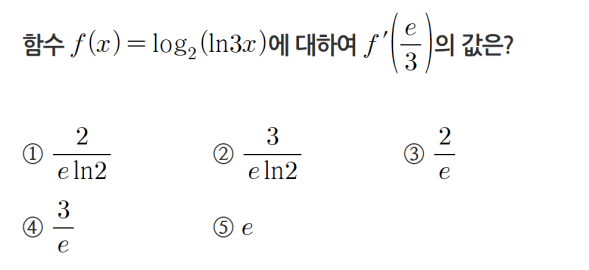 함수 f(x)=log₂(ln3x)에 대하여 f′(e/3)의 값은?
① 2/(e ln2) ② 3/(e ln2) ③ 2/e
④ 3/e ⑤ e